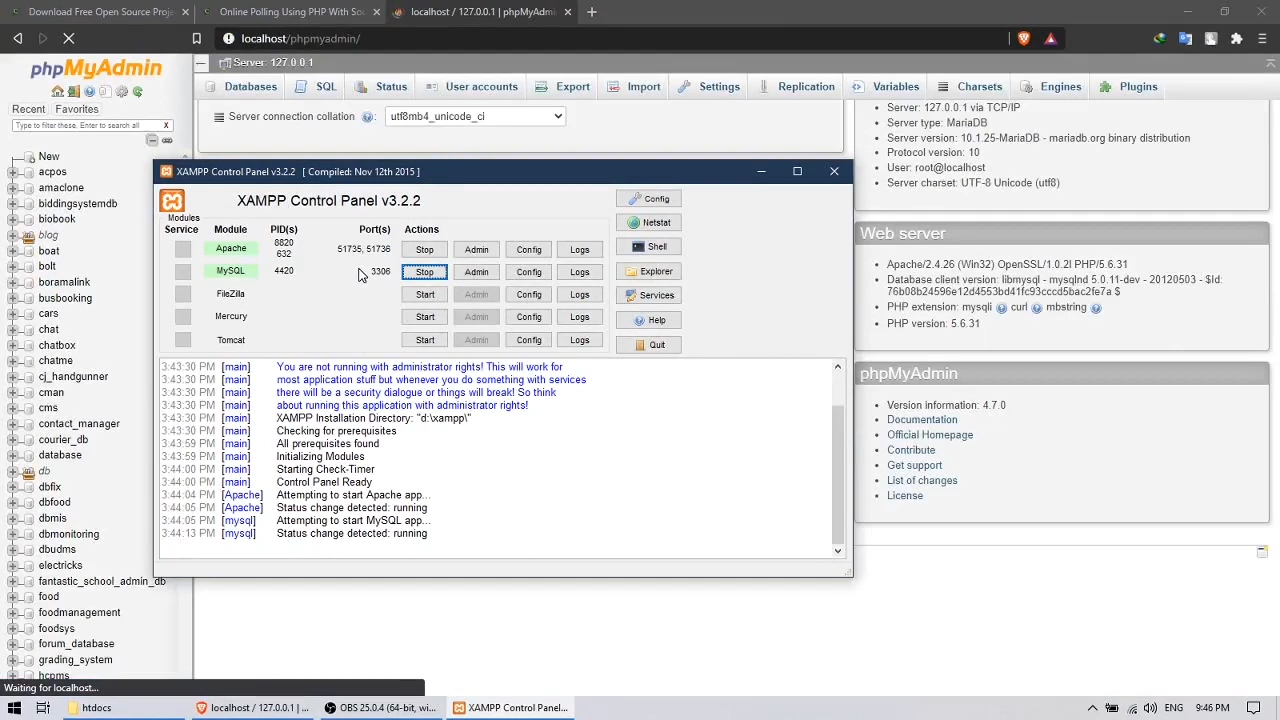 Download Free Open Source Proje
Online Polling Using PHP With Sou
localhost / 127.0.0.1 | phpMyAdmin
localhost/phpmyadmin/
phpMyAdmin
Recent
Favorites
Type to filter these, Enter to search all
X
New
acpos
amaclone
biddingsystemdb
biobook
blog
boat
bolt
boramalink
busbooking
cars
chat
chatbox
chatme
cj_handgunner
cman
cms
contact_manager
courier_db
database
db
dbfix
dbfood
dbmis
dbmonitoring
dbudms
electricks
fantastic_school_admin_db
food
foodmanagement
foodsys
forum_database
grading_system
hcpms
Waiting for localhost...
Server: 127.0.0.1
Databases
SQL
Status
User accounts
Export
Import
Settings
Replication
Variables
Charsets
Engines
Plugins
Server connection collation
utf8mb4_unicode_ci
Server: 127.0.0.1 via TCP/IP
Server type: MariaDB
Server version: 10.1.25-MariaDB - mariadb.org binary distribution
Protocol version: 10
User: root@localhost
Server charset: UTF-8 Unicode (utf8)
Web server
Apache/2.4.26 (Win32) OpenSSL/1.0.2l PHP/5.6.31
Database client version: libmysql - mysqlnd 5.0.11-dev - 20120503 - $Id:
76b08b24596e12d4553bd41fc93cccd5bac2fe7a $
PHP extension: mysqli curl mbstring
PHP version: 5.6.31
phpMyAdmin
Version information: 4.7.0
Documentation
Official Homepage
Contribute
Get support
List of changes
License
XAMPP Control Panel v3.2.2 [ Compiled: Nov 12th 2015 ]
XAMPP Control Panel v3.2.2
Modules
Service Module PID(s) Port(s) Actions
Apache 8820 632 51735, 51736 Stop Admin Config Logs
MySQL 4420 3306 Stop Admin Config Logs
FileZilla Start Admin Config Logs
Mercury Start Admin Config Logs
Tomcat Start Admin Config Logs
Config
Netstat
Shell
Explorer
Services
Help
Quit
3:43:30 PM [main] You are not running with administrator rights! This will work for
3:43:30 PM [main] most application stuff but whenever you do something with services
3:43:30 PM [main] there will be a security dialogue or things will break! So think
3:43:30 PM [main] about running this application with administrator rights!
3:43:30 PM [main] XAMPP Installation Directory: "d:\xampp\"
3:43:30 PM [main] Checking for prerequisites
3:43:59 PM [main] All prerequisites found
3:43:59 PM [main] Initializing Modules
3:44:00 PM [main] Starting Check-Timer
3:44:00 PM [main] Control Panel Ready
3:44:04 PM [Apache] Attempting to start Apache app...
3:44:05 PM [Apache] Status change detected: running
3:44:05 PM [mysql] Attempting to start MySQL app...
3:44:13 PM [mysql] Status change detected: running
htdocs
localhost / 127.0.0.1 ...
OBS 25.0.4 (64-bit, wi...
XAMPP Control Panel...
ENG
9:46 PM